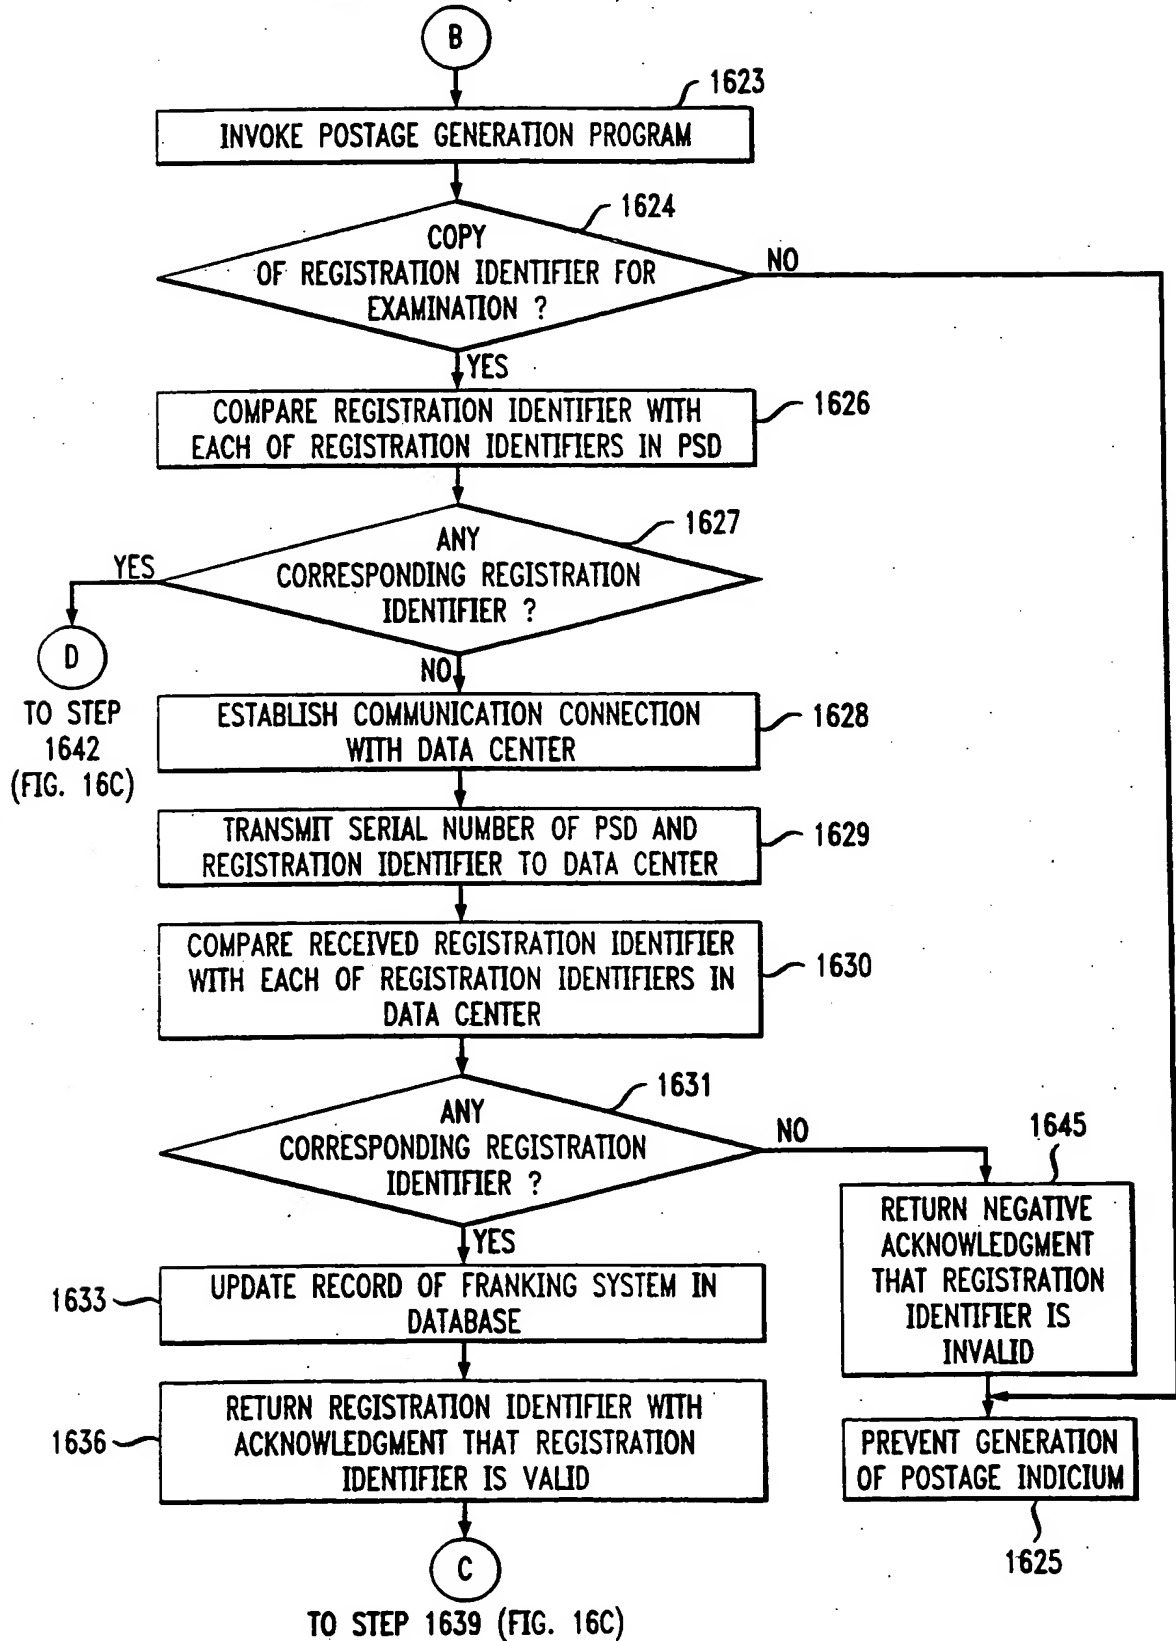 B
1623
INVOKE POSTAGE GENERATION PROGRAM
1624
COPY
OF REGISTRATION IDENTIFIER FOR
EXAMINATION ?
NO
YES
COMPARE REGISTRATION IDENTIFIER WITH
EACH OF REGISTRATION IDENTIFIERS IN PSD
1626
1627
ANY
CORRESPONDING REGISTRATION
IDENTIFIER ?
YES
D
TO STEP
1642
(FIG. 16C)
NO
ESTABLISH COMMUNICATION CONNECTION
WITH DATA CENTER
1628
TRANSMIT SERIAL NUMBER OF PSD AND
REGISTRATION IDENTIFIER TO DATA CENTER
1629
COMPARE RECEIVED REGISTRATION IDENTIFIER
WITH EACH OF REGISTRATION IDENTIFIERS IN
DATA CENTER
1630
1631
ANY
CORRESPONDING REGISTRATION
IDENTIFIER ?
NO
1645
RETURN NEGATIVE
ACKNOWLEDGMENT
THAT REGISTRATION
IDENTIFIER IS
INVALID
YES
1633
UPDATE RECORD OF FRANKING SYSTEM IN
DATABASE
1636
RETURN REGISTRATION IDENTIFIER WITH
ACKNOWLEDGMENT THAT REGISTRATION
IDENTIFIER IS VALID
PREVENT GENERATION
OF POSTAGE INDICIUM
1625
C
TO STEP 1639 (FIG. 16C)